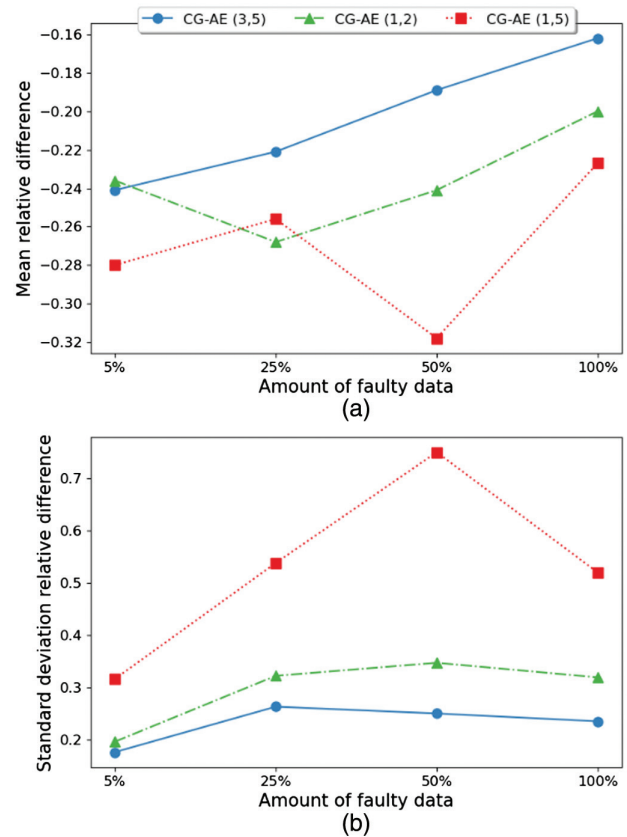 CG-AE (3,5) CG-AE (1,2) CG-AE (1,5)
−0.16
−0.18
−0.20
−0.22
−0.24
−0.26
−0.28
−0.30
−0.32
Mean relative difference
5% 25% 50% 100%
Amount of faulty data
(a)
0.7
0.6
0.5
0.4
0.3
0.2
Standard deviation relative difference
5% 25% 50% 100%
Amount of faulty data
(b)